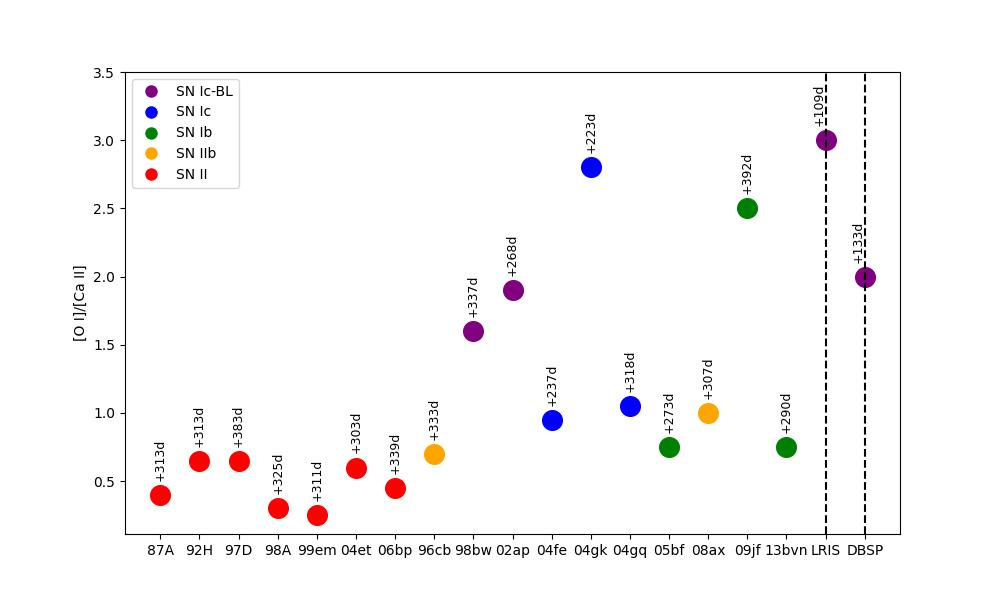 [O I]/[Ca II]
3.5
3.0
2.5
2.0
1.5
1.0
0.5
SN Ic-BL
SN Ic
SN Ib
SN IIb
SN II
+313d
+313d
+383d
+325d
+311d
+303d
+339d
+333d
+337d
+268d
+237d
+223d
+318d
+273d
+307d
+392d
+290d
+109d
+133d
87A 92H 97D 98A 99em 04et 06bp 96cb 98bw 02ap 04fe 04gk 04gq 05bf 08ax 09jf 13bvn LRIS DBSP